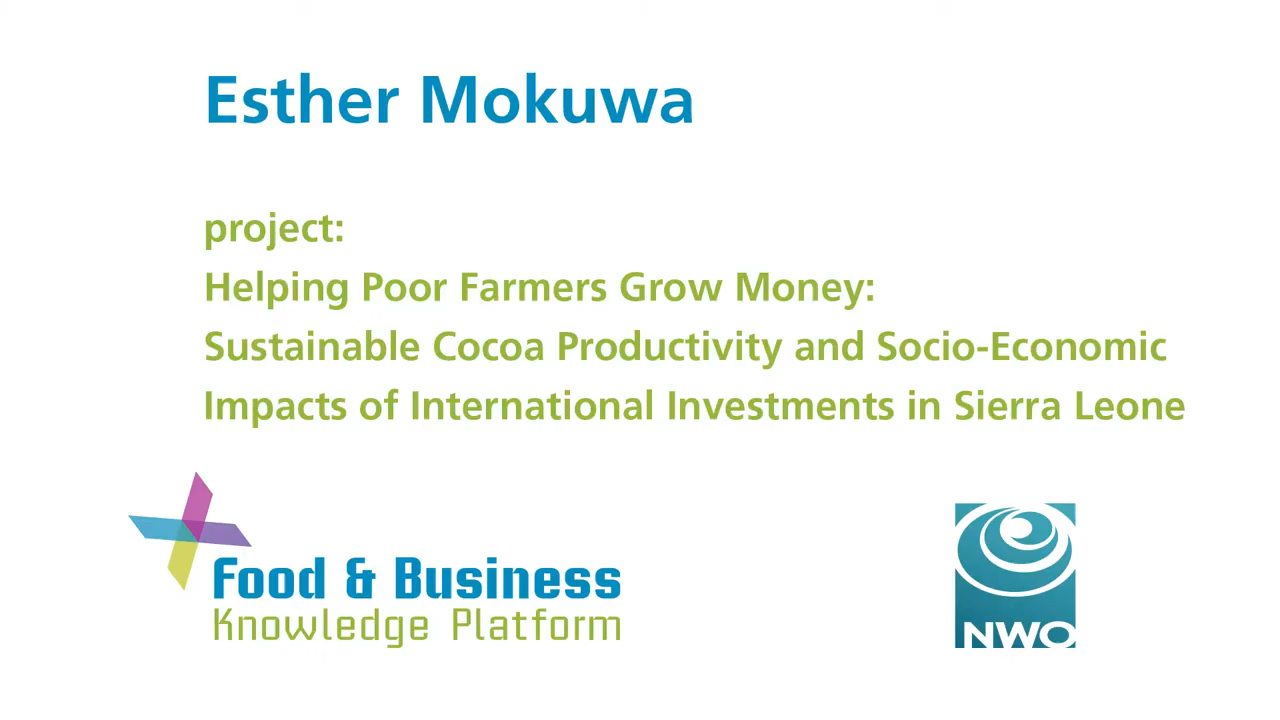 Esther Mokuwa
project:
Helping Poor Farmers Grow Money:
Sustainable Cocoa Productivity and Socio-Economic
Impacts of International Investments in Sierra Leone
Food & Business
Knowledge Platform
NWO